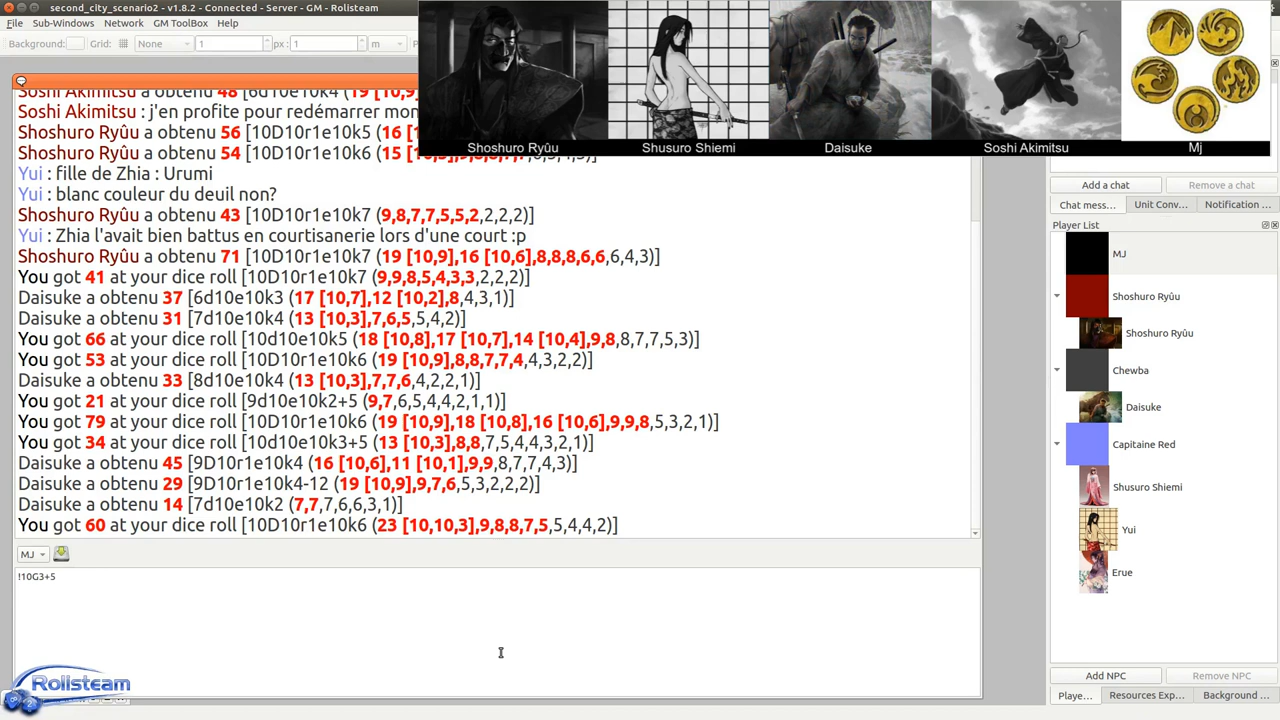 second_city_scenario2 - v1.8.2 - Connected - Server - GM - Rolisteam
File Sub-Windows Network GM ToolBox Help
Background: Grid: None 1 px: 1 m
Shoshuro Ryûu Shusuro Shiemi Daisuke Soshi Akimitsu Mj
Soshi Akimitsu a obtenu 48 [6d10e10k4 (19 [10,9]
Soshi Akimitsu : j'en profite pour redémarrer mon
Shoshuro Ryûu a obtenu 56 [10D10r1e10k5 (16
Shoshuro Ryûu a obtenu 54 [10D10r1e10k6 (15
Yui : fille de Zhia : Urumi
Yui : blanc couleur du deuil non?
Shoshuro Ryûu a obtenu 43 [10D10r1e10k7 (9,8,7,7,5,5,2,2,2,2)]
Yui : Zhia l'avait bien battus en courtisanerie lors d'une court :p
Shoshuro Ryûu a obtenu 71 [10D10r1e10k7 (19 [10,9],16 [10,6],8,8,8,6,6,6,4,3)]
You got 41 at your dice roll [10D10r1e10k7 (9,9,8,5,4,3,3,2,2,2)]
Daisuke a obtenu 37 [6d10e10k3 (17 [10,7],12 [10,2],8,4,3,1)]
Daisuke a obtenu 31 [7d10e10k4 (13 [10,3],7,6,5,5,4,2)]
You got 66 at your dice roll [10d10e10k5 (18 [10,8],17 [10,7],14 [10,4],9,8,8,7,7,5,3)]
You got 53 at your dice roll [10D10r1e10k6 (19 [10,9],8,8,7,7,4,4,3,2,2)]
Daisuke a obtenu 33 [8d10e10k4 (13 [10,3],7,7,6,4,2,2,1)]
You got 21 at your dice roll [9d10e10k2+5 (9,7,6,5,4,4,2,1,1)]
You got 79 at your dice roll [10D10r1e10k6 (19 [10,9],18 [10,8],16 [10,6],9,9,8,5,3,2,1)]
You got 34 at your dice roll [10d10e10k3+5 (13 [10,3],8,8,7,5,4,4,3,2,1)]
Daisuke a obtenu 45 [9D10r1e10k4 (16 [10,6],11 [10,1],9,9,8,7,7,4,3)]
Daisuke a obtenu 29 [9D10r1e10k4-12 (19 [10,9],9,7,6,5,3,2,2,2)]
Daisuke a obtenu 14 [7d10e10k2 (7,7,7,6,6,3,1)]
You got 60 at your dice roll [10D10r1e10k6 (23 [10,10,3],9,8,8,7,5,5,4,4,2)]
MJ
!10G3+5
Rolisteam
Add a chat Remove a chat
Chat mess... Unit Conv... Notification ...
Player List
MJ
Shoshuro Ryûu
Shoshuro Ryûu
Chewba
Daisuke
Capitaine Red
Shusuro Shiemi
Yui
Erue
Add NPC Remove NPC
Playe... Resources Exp... Background ...